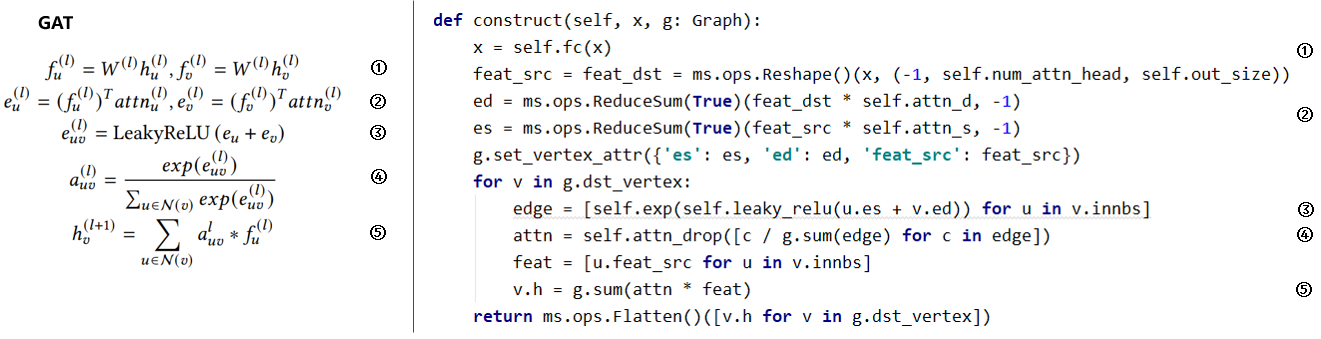 GAT
f_u^{(l)} = W^{(l)} h_u^{(l)}, f_v^{(l)} = W^{(l)} h_v^{(l)} ①
e_u^{(l)} = (f_u^{(l)})^T attn_u^{(l)}, e_v^{(l)} = (f_v^{(l)})^T attn_v^{(l)} ②
e_{uv}^{(l)} = LeakyReLU (e_u + e_v) ③
a_{uv}^{(l)} = \frac{exp(e_{uv}^{(l)})}{\sum_{u∈N(v)} exp(e_{uv}^{(l)})} ④
h_v^{(l+1)} = \sum_{u∈N(v)} a_{uv}^{l} * f_u^{(l)} ⑤
def construct(self, x, g: Graph):
    x = self.fc(x) ①
    feat_src = feat_dst = ms.ops.Reshape()(x, (-1, self.num_attn_head, self.out_size))
    ed = ms.ops.ReduceSum(True)(feat_dst * self.attn_d, -1) ②
    es = ms.ops.ReduceSum(True)(feat_src * self.attn_s, -1)
    g.set_vertex_attr({'es': es, 'ed': ed, 'feat_src': feat_src})
    for v in g.dst_vertex:
        edge = [self.exp(self.leaky_relu(u.es + v.ed)) for u in v.innbs] ③
        attn = self.attn_drop([c / g.sum(edge) for c in edge]) ④
        feat = [u.feat_src for u in v.innbs]
        v.h = g.sum(attn * feat) ⑤
    return ms.ops.Flatten()([v.h for v in g.dst_vertex])